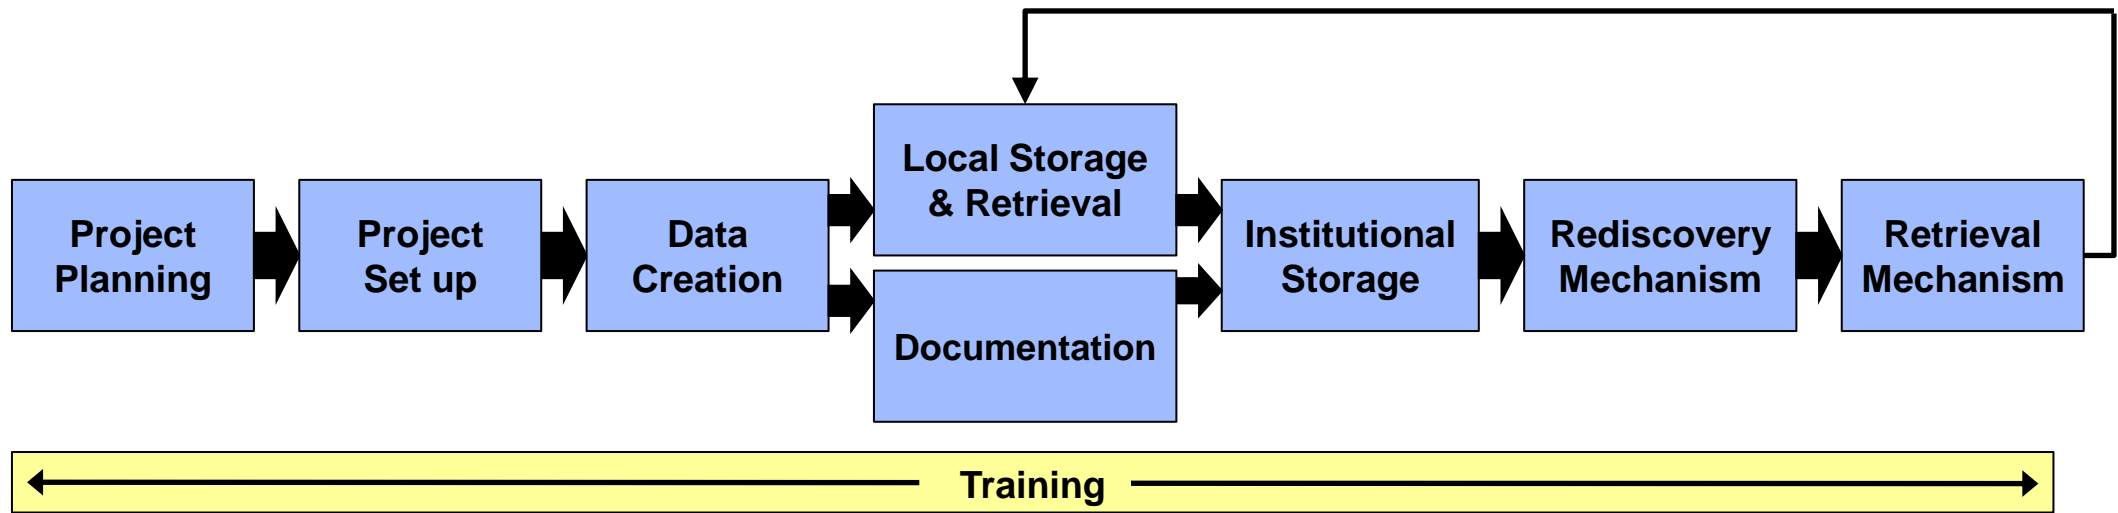 Project
Planning
Project
Set up
Data
Creation
Local Storage
& Retrieval
Documentation
Institutional
Storage
Rediscovery
Mechanism
Retrieval
Mechanism
Training